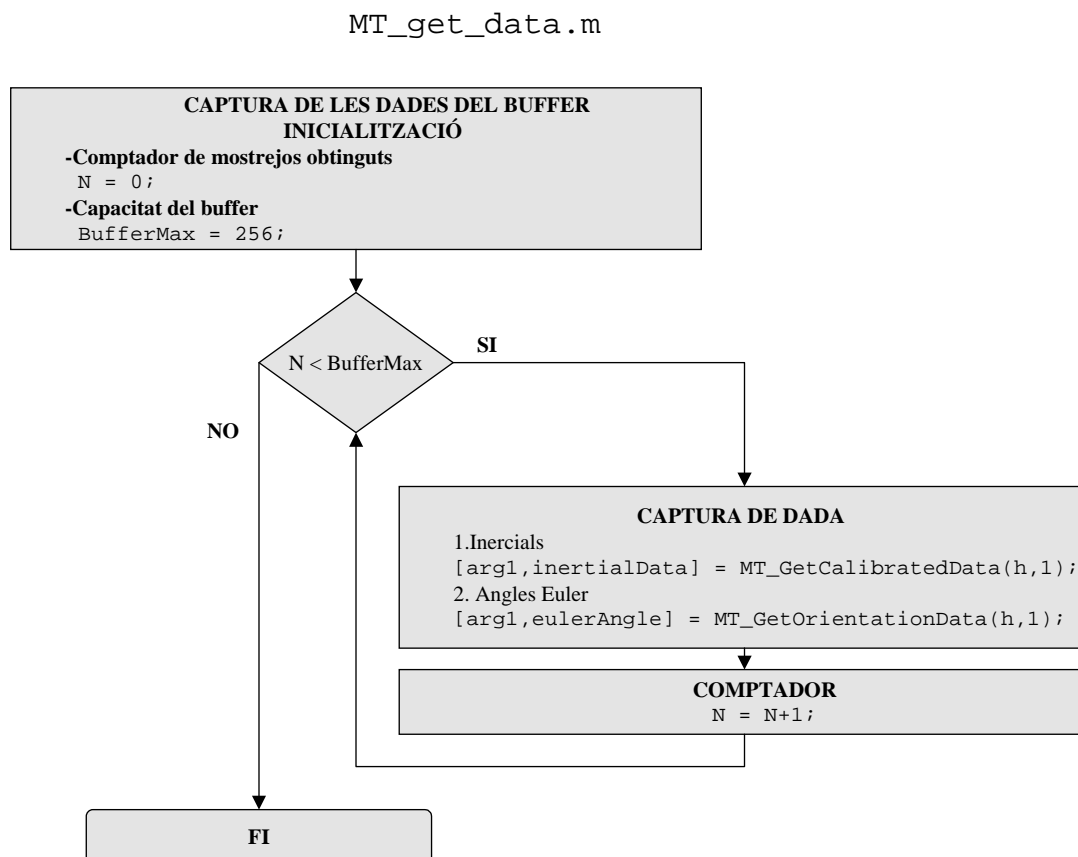 MT_get_data.m
CAPTURA DE LES DADES DEL BUFFER
INICIALITZACIÓ
-Comptador de mostrejos obtinguts
N = 0;
-Capacitat del buffer
BufferMax = 256;
N < BufferMax
SI
NO
CAPTURA DE DADA
1.Inercials
[arg1,inertialData] = MT_GetCalibratedData(h,1);
2. Angles Euler
[arg1,eulerAngle] = MT_GetOrientationData(h,1);
COMPTADOR
N = N+1;
FI